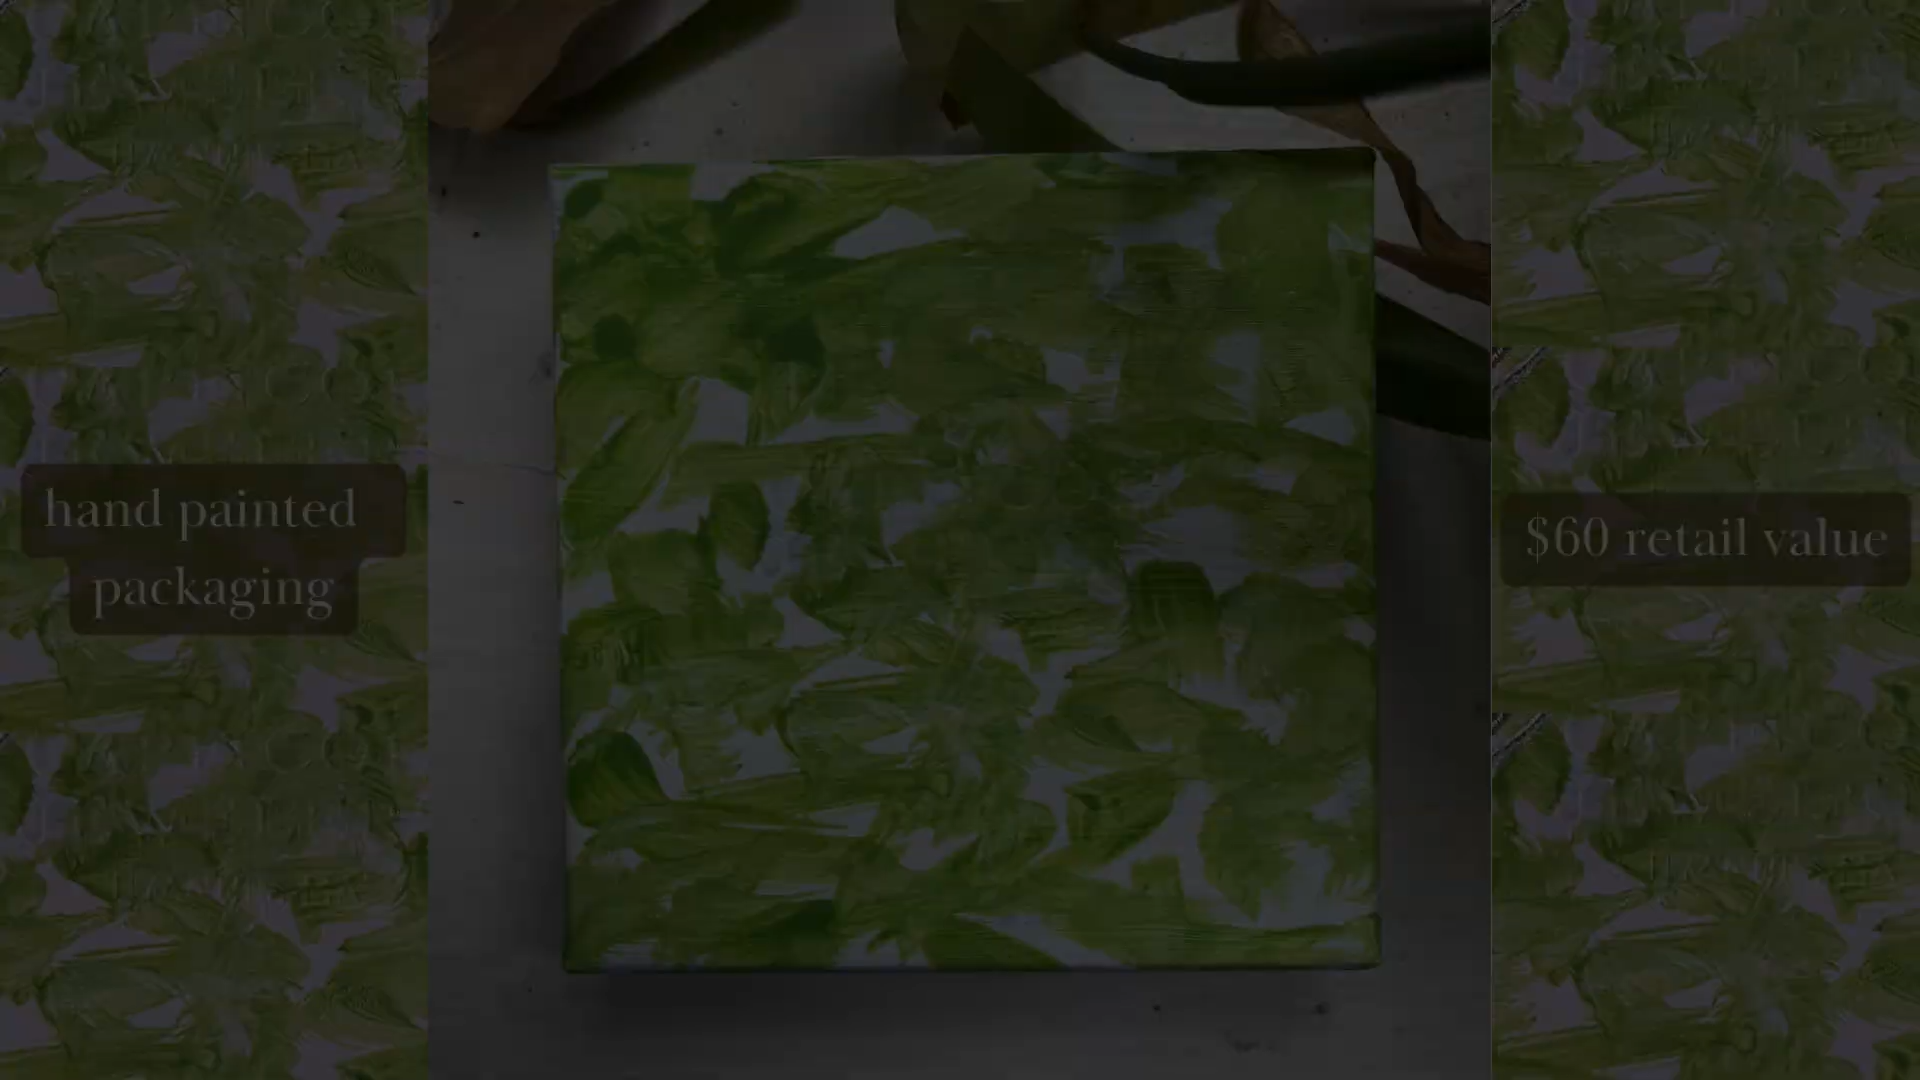 hand painted
packaging
$60 retail value